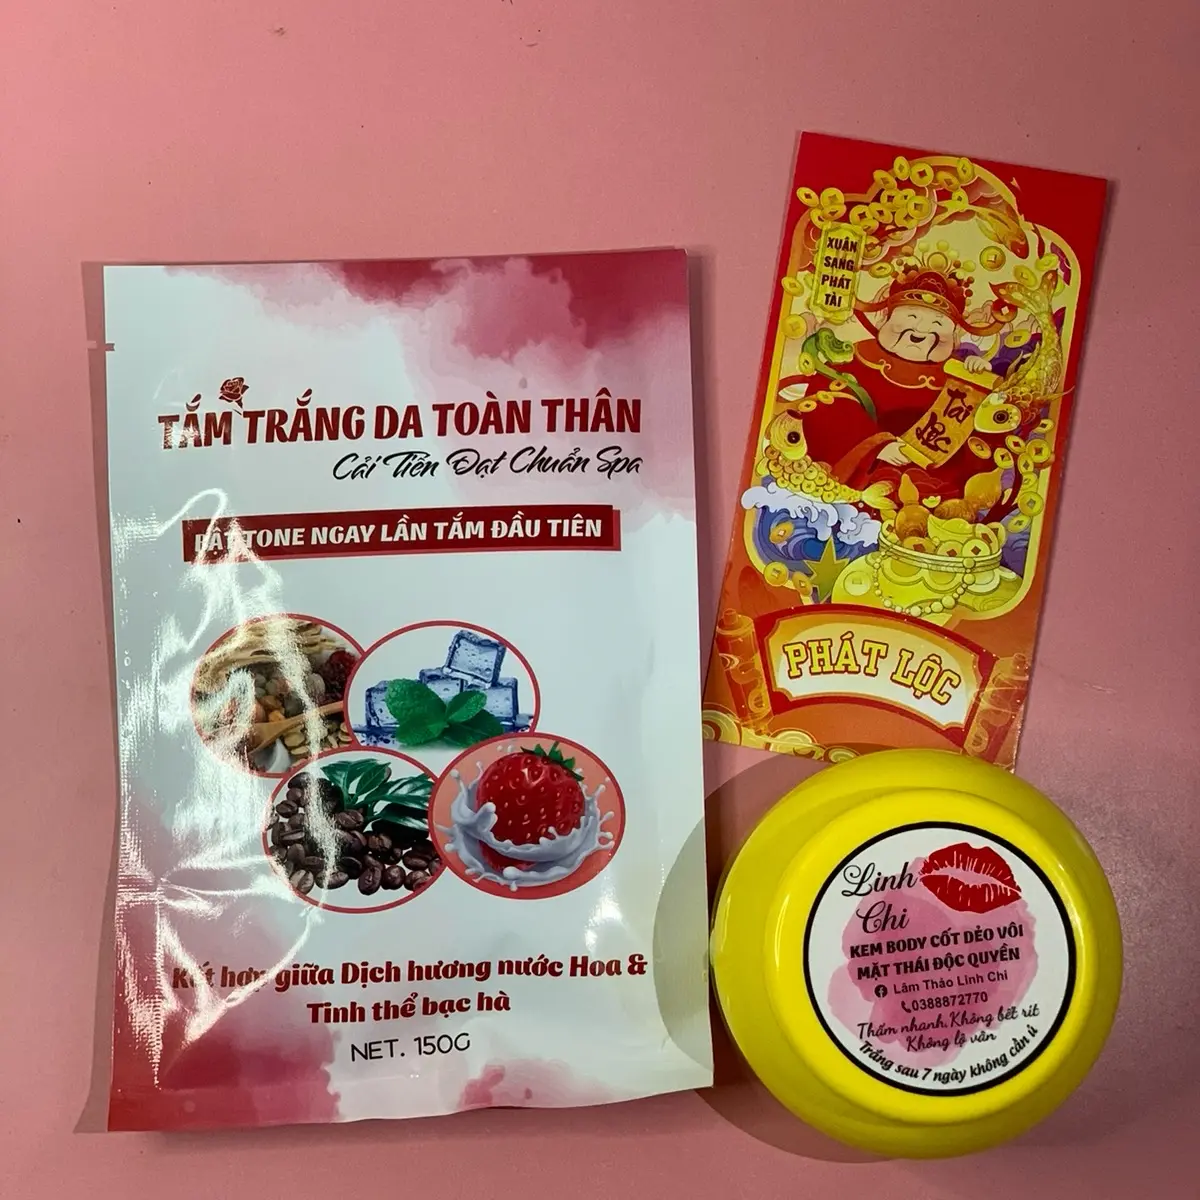 TẮM TRẮNG DA TOÀN THÂN
Cải Tiến Đạt Chuẩn Spa
BẬT TONE NGAY LẦN TẮM ĐẦU TIÊN
Kết hợp giữa Dịch hương nước Hoa &
Tinh thể bạc hà
NET. 150G
XUÂN
SANG
PHÁT
TÀI
Tài
Lộc
PHÁT LỘC
Linh
Chi
KEM BODY CỐT DẺO VÔI
MẶT THÁI ĐỘC QUYỀN
Lâm Thảo Linh Chi
0388872770
Thấm nhanh, Không bết rít
Không lộ vân
Trắng sau 7 ngày không cần ủ